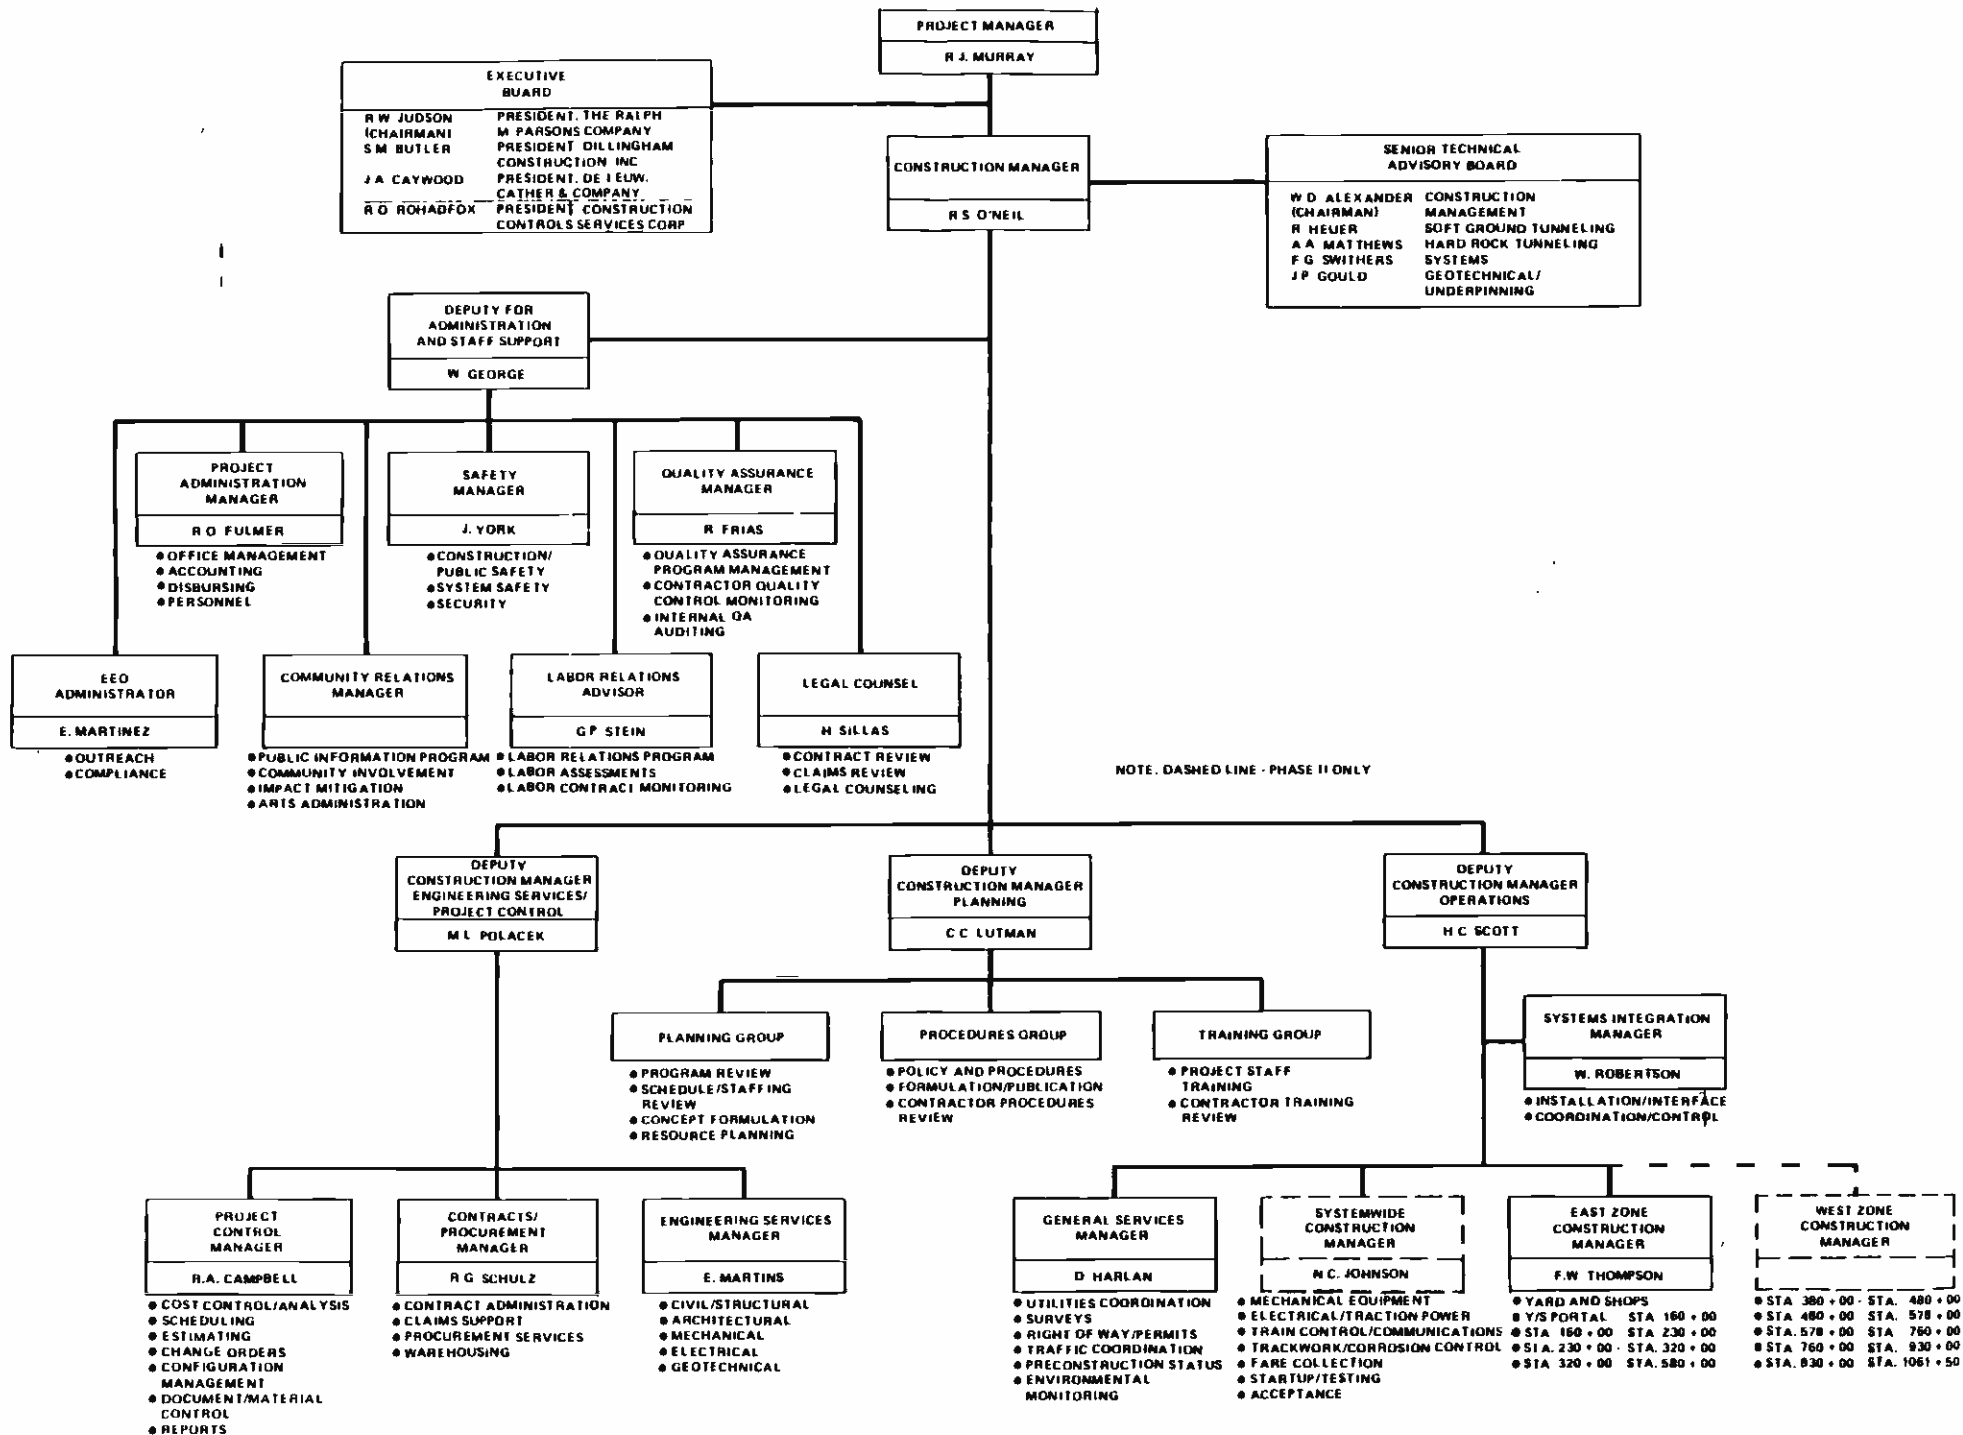 PROJECT MANAGER
R J. MURRAY
EXECUTIVE
BUARD
R W JUDSON PRESIDENT, THE RALPH
(CHAIRMAN) M PARSONS COMPANY
S M BUTLER PRESIDENT DILLINGHAM
CONSTRUCTION INC
J A CAYWOOD PRESIDENT, DE LEUW,
CATHER & COMPANY
R O ROHADFOX PRESIDENT CONSTRUCTION
CONTROLS SERVICES CORP
CONSTRUCTION MANAGER
R S O'NEIL
SENIOR TECHNICAL
ADVISORY BOARD
W D ALEXANDER CONSTRUCTION
(CHAIRMAN) MANAGEMENT
R HEUER SOFT GROUND TUNNELING
A A MATTHEWS HARD ROCK TUNNELING
F G SWITHERS SYSTEMS
J P GOULD GEOTECHNICAL/
UNDERPINNING
DEPUTY FOR
ADMINISTRATION
AND STAFF SUPPORT
W GEORGE
PROJECT
ADMINISTRATION
MANAGER
R O FULMER
● OFFICE MANAGEMENT
● ACCOUNTING
● DISBURSING
● PERSONNEL
SAFETY
MANAGER
J. YORK
● CONSTRUCTION/
PUBLIC SAFETY
● SYSTEM SAFETY
● SECURITY
QUALITY ASSURANCE
MANAGER
R FRIAS
● QUALITY ASSURANCE
PROGRAM MANAGEMENT
● CONTRACTOR QUALITY
CONTROL MONITORING
● INTERNAL QA
AUDITING
EEO
ADMINISTRATOR
E. MARTINEZ
● OUTREACH
● COMPLIANCE
COMMUNITY RELATIONS
MANAGER
● PUBLIC INFORMATION PROGRAM
● COMMUNITY INVOLVEMENT
● IMPACT MITIGATION
● ARTS ADMINISTRATION
LABOR RELATIONS
ADVISOR
G P STEIN
● LABOR RELATIONS PROGRAM
● LABOR ASSESSMENTS
● LABOR CONTRACT MONITORING
LEGAL COUNSEL
H SILLAS
● CONTRACT REVIEW
● CLAIMS REVIEW
● LEGAL COUNSELING
NOTE. DASHED LINE - PHASE II ONLY
DEPUTY
CONSTRUCTION MANAGER
ENGINEERING SERVICES/
PROJECT CONTROL
M L POLACEK
DEPUTY
CONSTRUCTION MANAGER
PLANNING
C C LUTMAN
DEPUTY
CONSTRUCTION MANAGER
OPERATIONS
H C SCOTT
PLANNING GROUP
● PROGRAM REVIEW
● SCHEDULE/STAFFING
REVIEW
● CONCEPT FORMULATION
● RESOURCE PLANNING
PROCEDURES GROUP
● POLICY AND PROCEDURES
● FORMULATION/PUBLICATION
● CONTRACTOR PROCEDURES
REVIEW
TRAINING GROUP
● PROJECT STAFF
TRAINING
● CONTRACTOR TRAINING
REVIEW
SYSTEMS INTEGRATION
MANAGER
W. ROBERTSON
● INSTALLATION/INTERFACE
● COORDINATION/CONTROL
PROJECT
CONTROL
MANAGER
R.A. CAMPBELL
● COST CONTROL/ANALYSIS
● SCHEDULING
● ESTIMATING
● CHANGE ORDERS
● CONFIGURATION
MANAGEMENT
● DOCUMENT/MATERIAL
CONTROL
● REPORTS
CONTRACTS/
PROCUREMENT
MANAGER
R G SCHULZ
● CONTRACT ADMINISTRATION
● CLAIMS SUPPORT
● PROCUREMENT SERVICES
● WAREHOUSING
ENGINEERING SERVICES
MANAGER
E. MARTINS
● CIVIL/STRUCTURAL
● ARCHITECTURAL
● MECHANICAL
● ELECTRICAL
● GEOTECHNICAL
GENERAL SERVICES
MANAGER
D HARLAN
● UTILITIES COORDINATION
● SURVEYS
● RIGHT OF WAY/PERMITS
● TRAFFIC COORDINATION
● PRECONSTRUCTION STATUS
● ENVIRONMENTAL
MONITORING
SYSTEMWIDE
CONSTRUCTION
MANAGER
N C. JOHNSON
● MECHANICAL EQUIPMENT
● ELECTRICAL/TRACTION POWER
● TRAIN CONTROL/COMMUNICATIONS
● TRACKWORK/CORROSION CONTROL
● FARE COLLECTION
● STARTUP/TESTING
● ACCEPTANCE
EAST ZONE
CONSTRUCTION
MANAGER
F.W THOMPSON
● YARD AND SHOPS
● Y/S PORTAL STA 160 + 00
● STA 160 + 00 STA 230 + 00
● STA. 230 + 00 - STA. 320 + 00
● STA 320 + 00 STA. 580 + 00
WEST ZONE
CONSTRUCTION
MANAGER
● STA 380 + 00 - STA. 480 + 00
● STA 480 + 00 STA. 578 + 00
● STA. 578 + 00 STA. 760 + 00
● STA 760 + 00 STA. 930 + 00
● STA. 930 + 00 STA. 1061 + 50